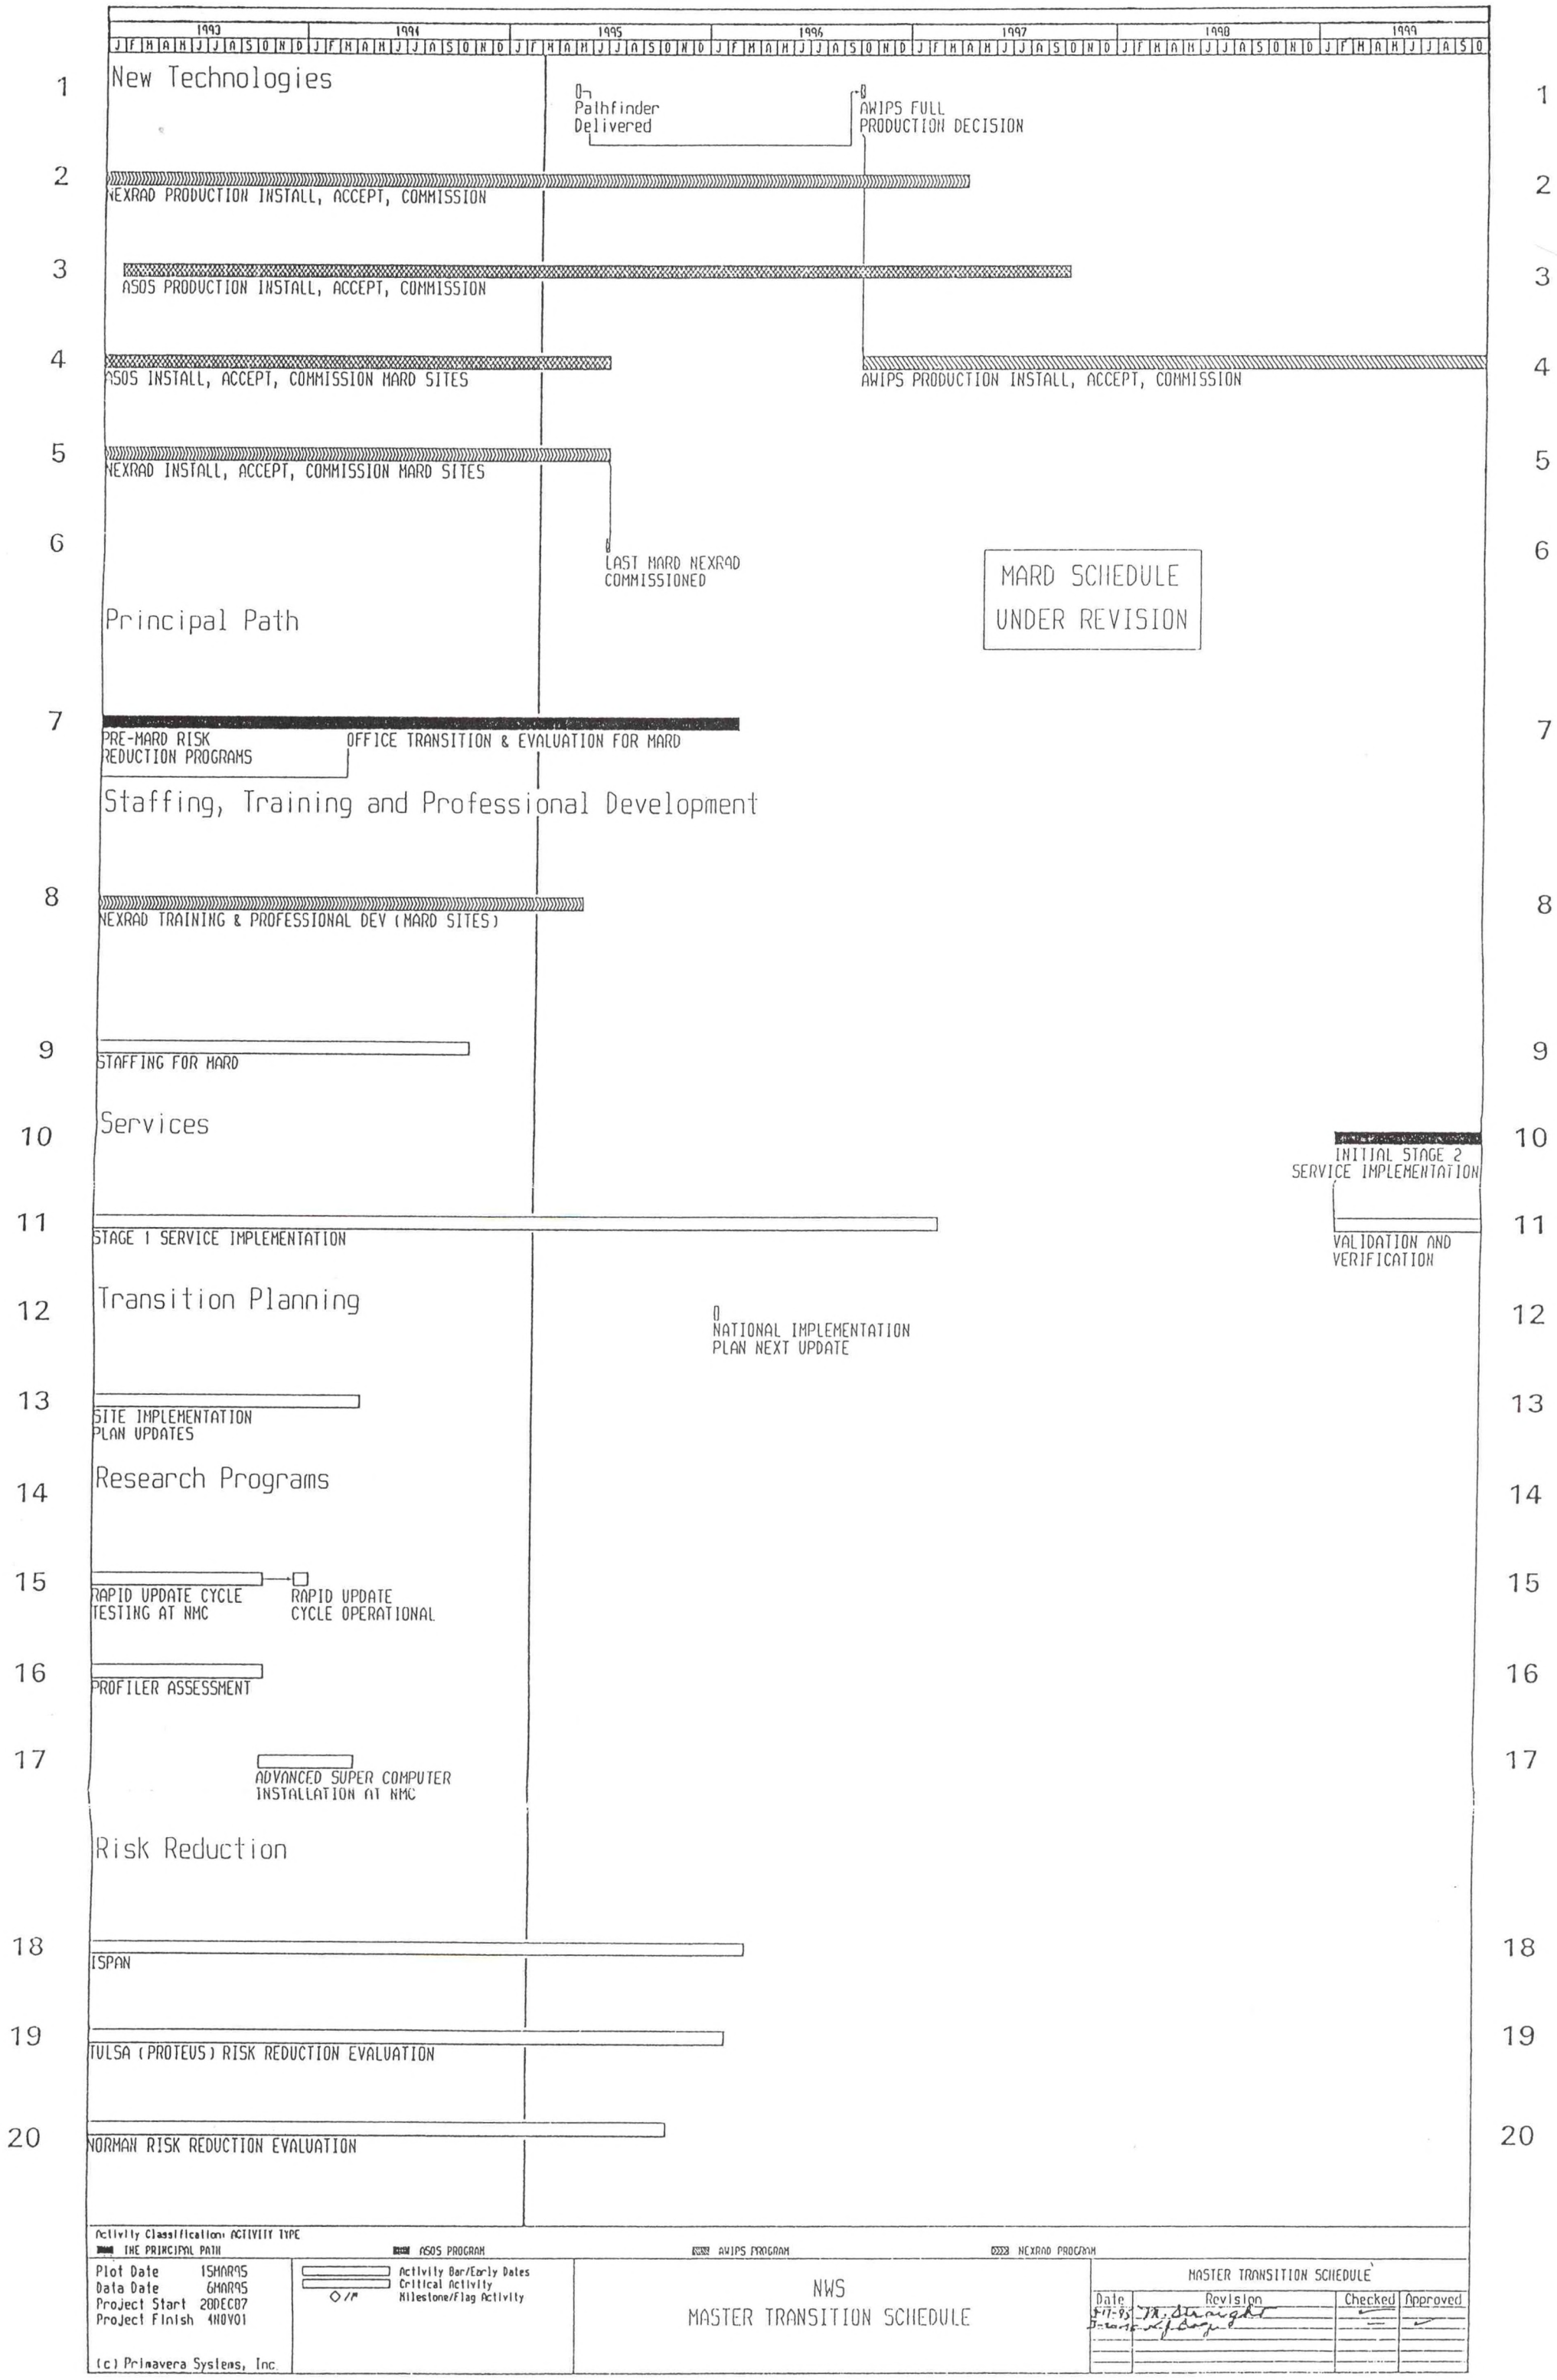 1993 1994 1995 1996 1997 1998 1999
J F M A M J J A S O N D J F M A M J J A S O N D J F M A M J J A S O N D J F M A M J J A S O N D J F M A M J J A S O N D J F M A M J J A S O N D J F M A M J J A S O
New Technologies
1 1
Pathfinder
Delivered
AWIPS FULL
PRODUCTION DECISION
2 2
NEXRAD PRODUCTION INSTALL, ACCEPT, COMMISSION
3 3
ASOS PRODUCTION INSTALL, ACCEPT, COMMISSION
4 4
ASOS INSTALL, ACCEPT, COMMISSION MARD SITES
AWIPS PRODUCTION INSTALL, ACCEPT, COMMISSION
5 5
NEXRAD INSTALL, ACCEPT, COMMISSION MARD SITES
6 6
LAST MARD NEXRAD
COMMISSIONED
MARD SCHEDULE
UNDER REVISION
Principal Path
7 7
PRE-MARD RISK
REDUCTION PROGRAMS
OFFICE TRANSITION & EVALUATION FOR MARD
Staffing, Training and Professional Development
8 8
NEXRAD TRAINING & PROFESSIONAL DEV (MARD SITES)
9 9
STAFFING FOR MARD
Services
10 10
INITIAL STAGE 2
SERVICE IMPLEMENTATION
11 11
STAGE 1 SERVICE IMPLEMENTATION
VALIDATION AND
VERIFICATION
Transition Planning
12 12
NATIONAL IMPLEMENTATION
PLAN NEXT UPDATE
13 13
SITE IMPLEMENTATION
PLAN UPDATES
Research Programs
14 14
15 15
RAPID UPDATE CYCLE
TESTING AT NMC
RAPID UPDATE
CYCLE OPERATIONAL
16 16
PROFILER ASSESSMENT
17 17
ADVANCED SUPER COMPUTER
INSTALLATION AT NMC
Risk Reduction
18 18
ISPAN
19 19
TULSA (PROTEUS) RISK REDUCTION EVALUATION
20 20
NORMAN RISK REDUCTION EVALUATION
Activity Classification: ACTIVITY TYPE
THE PRINCIPAL PATH ASOS PROGRAM AWIPS PROGRAM NEXRAD PROGRAM
Plot Date 15MAR95
Data Date 6MAR95
Project Start 28DEC87
Project Finish 4NOV01
(c) Primavera Systems, Inc.
Activity Bar/Early Dates
Critical Activity
Milestone/Flag Activity
NWS
MASTER TRANSITION SCHEDULE
MASTER TRANSITION SCHEDULE
Date Revision Checked Approved
M. Straight